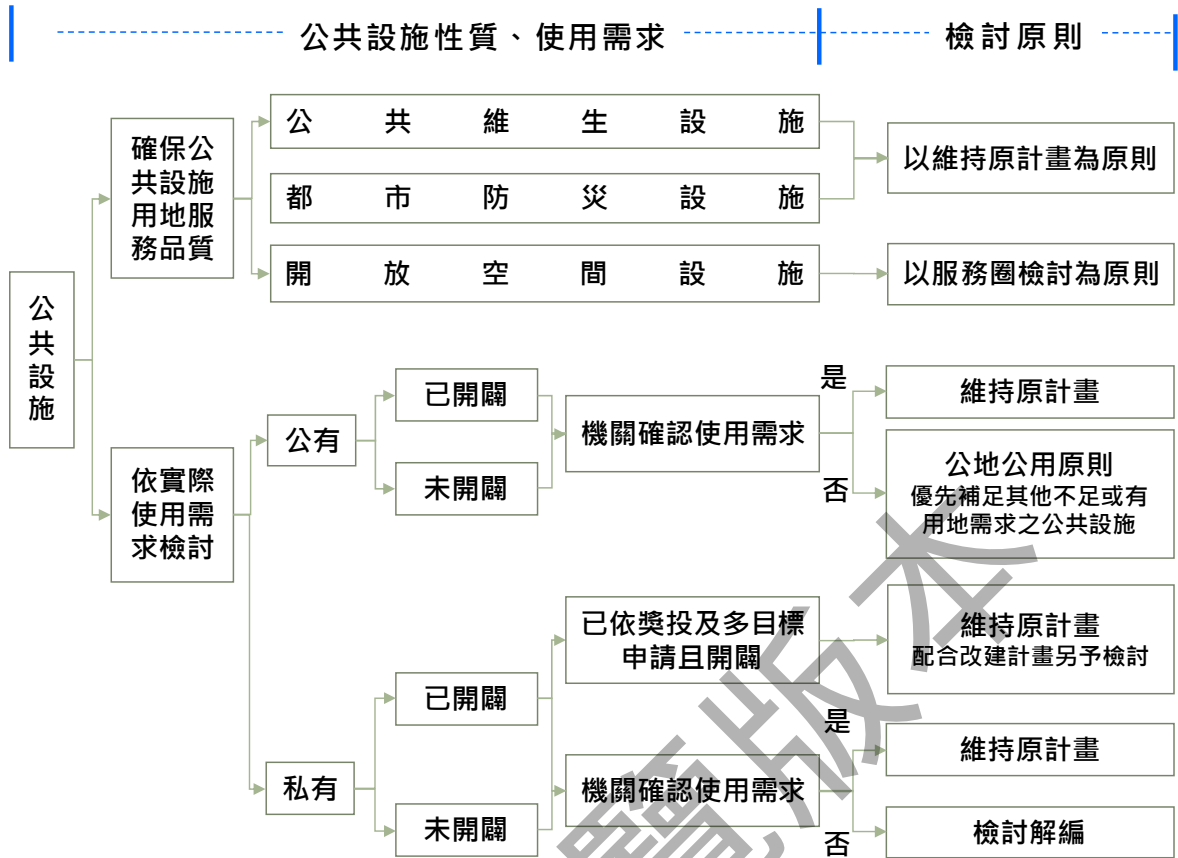 公共設施性質、使用需求
檢討原則
公共設施
確保公
共設施
用地服
務品質
公共維生設施
都市防災設施
開放空間設施
以維持原計畫為原則
以服務圈檢討為原則
依實際
使用需
求檢討
公有
已開闢
未開闢
機關確認使用需求
是
維持原計畫
否
公地公用原則
優先補足其他不足或有
用地需求之公共設施
私有
已開闢
未開闢
已依獎投及多目標
申請且開闢
維持原計畫
配合改建計畫另予檢討
機關確認使用需求
是
維持原計畫
否
檢討解編
覽版本